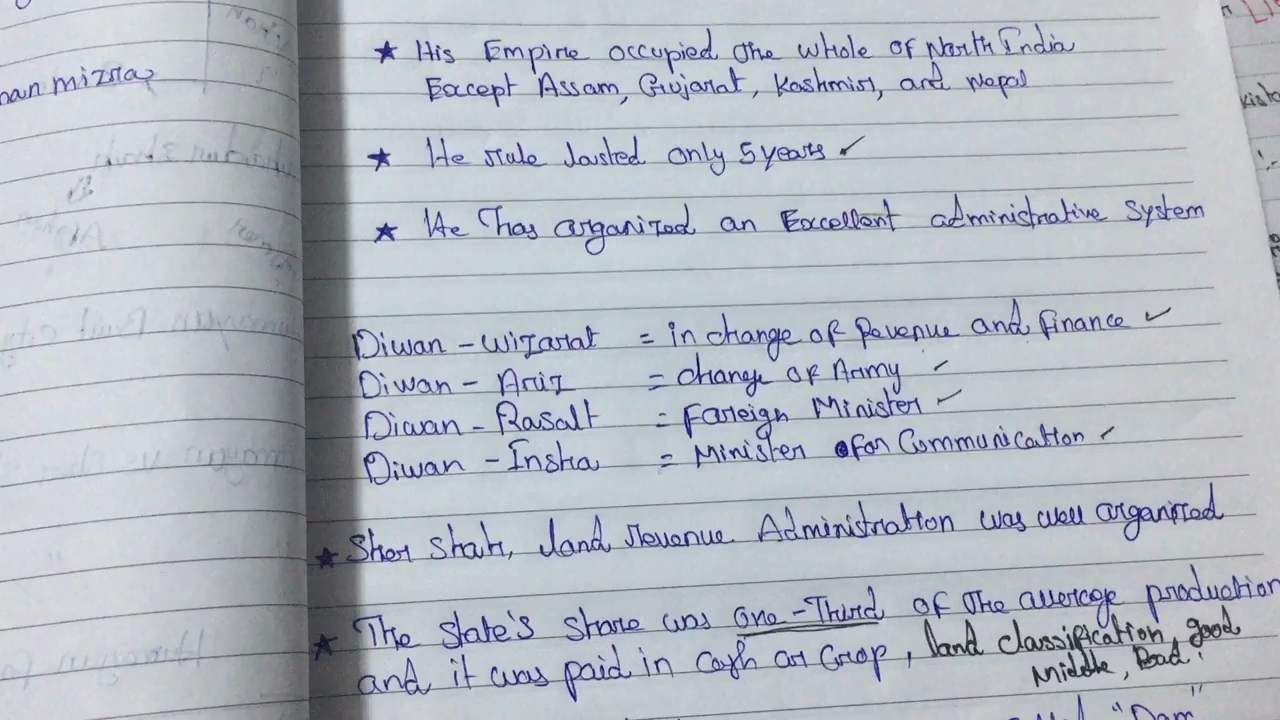 nan mizra
★ His Empire occupied the whole of North India
Except Assam, Gujarat, Kashmir, and Nepal
★ He rule lasted only 5 years ✓
★ He has organized an Excellent administrative System
Diwan - wizarat = in charge of Revenue and finance ✓
Diwan - Ariz = charge of Army ✓
Diwan - Rasalt = Fareign Minister ✓
Diwan - Insha = Minister for Communication ✓
★ Sher Shah, land revenue Administration was well organized
★ The state's share was one-Third of the average production
and it was paid in cash or crop, land classification, good
Middle, Bad.
"Dam"